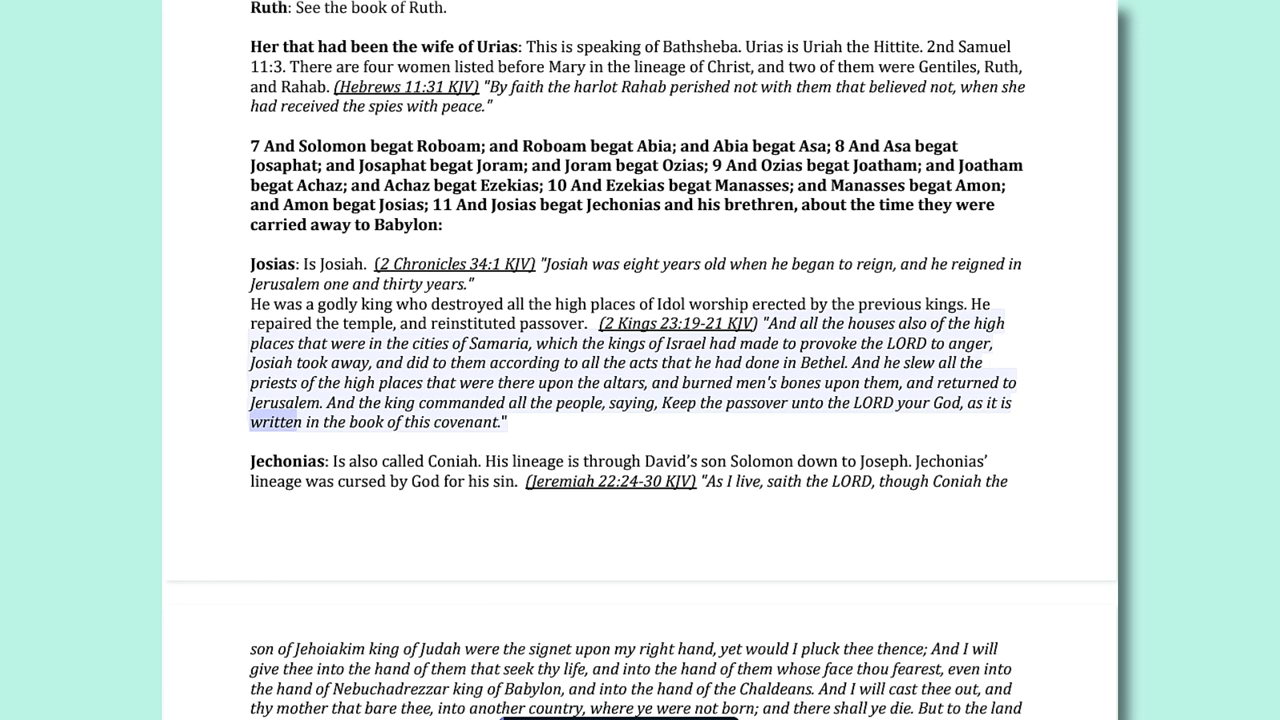 Ruth: See the book of Ruth.
Her that had been the wife of Urias: This is speaking of Bathsheba. Urias is Uriah the Hittite. 2nd Samuel
11:3. There are four women listed before Mary in the lineage of Christ, and two of them were Gentiles, Ruth,
and Rahab. (Hebrews 11:31 KJV) "By faith the harlot Rahab perished not with them that believed not, when she
had received the spies with peace."
7 And Solomon begat Roboam; and Roboam begat Abia; and Abia begat Asa; 8 And Asa begat
Josaphat; and Josaphat begat Joram; and Joram begat Ozias; 9 And Ozias begat Joatham; and Joatham
begat Achaz; and Achaz begat Ezekias; 10 And Ezekias begat Manasses; and Manasses begat Amon;
and Amon begat Josias; 11 And Josias begat Jechonias and his brethren, about the time they were
carried away to Babylon:
Josias: Is Josiah. (2 Chronicles 34:1 KJV) "Josiah was eight years old when he began to reign, and he reigned in
Jerusalem one and thirty years."
He was a godly king who destroyed all the high places of Idol worship erected by the previous kings. He
repaired the temple, and reinstituted passover. (2 Kings 23:19-21 KJV) "And all the houses also of the high
places that were in the cities of Samaria, which the kings of Israel had made to provoke the LORD to anger,
Josiah took away, and did to them according to all the acts that he had done in Bethel. And he slew all the
priests of the high places that were there upon the altars, and burned men's bones upon them, and returned to
Jerusalem. And the king commanded all the people, saying, Keep the passover unto the LORD your God, as it is
written in the book of this covenant."
Jechonias: Is also called Coniah. His lineage is through David’s son Solomon down to Joseph. Jechonias’
lineage was cursed by God for his sin. (Jeremiah 22:24-30 KJV) "As I live, saith the LORD, though Coniah the
son of Jehoiakim king of Judah were the signet upon my right hand, yet would I pluck thee thence; And I will
give thee into the hand of them that seek thy life, and into the hand of them whose face thou fearest, even into
the hand of Nebuchadrezzar king of Babylon, and into the hand of the Chaldeans. And I will cast thee out, and
thy mother that bare thee, into another country, where ye were not born; and there shall ye die. But to the land